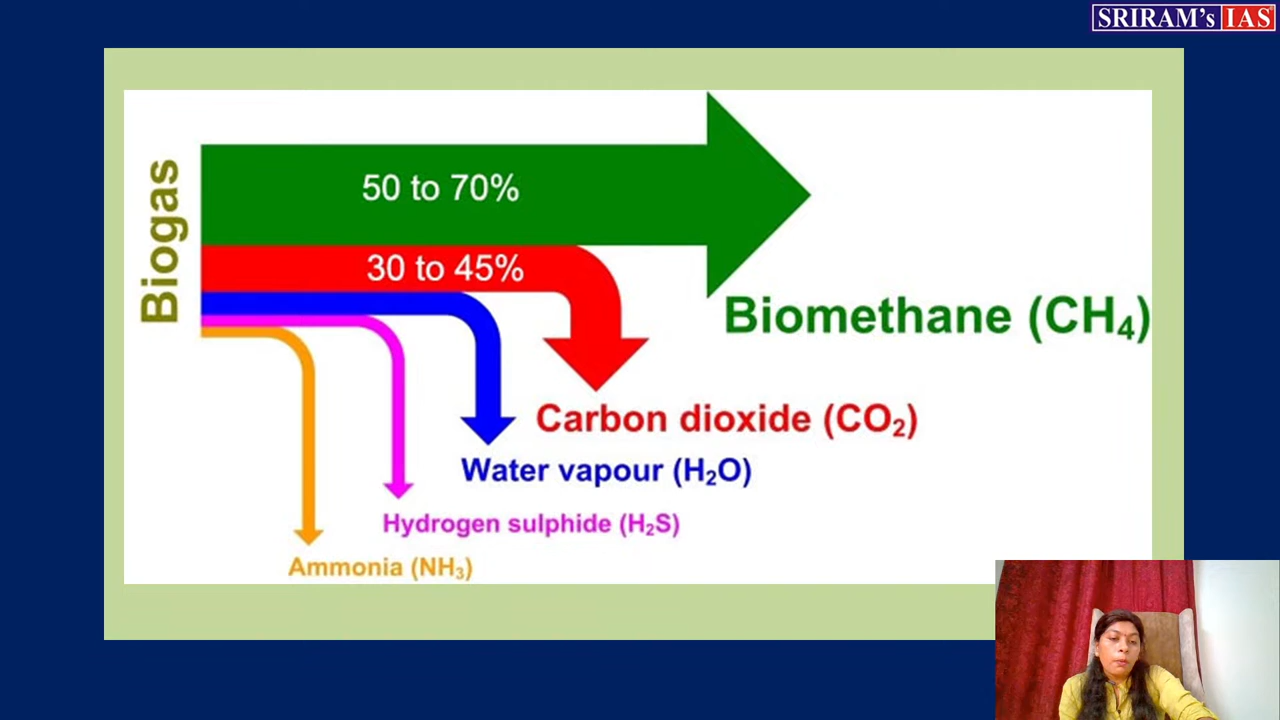 SRIRAM's IAS
Biogas
50 to 70%
30 to 45%
Biomethane (CH₄)
Carbon dioxide (CO₂)
Water vapour (H₂O)
Hydrogen sulphide (H₂S)
Ammonia (NH₃)